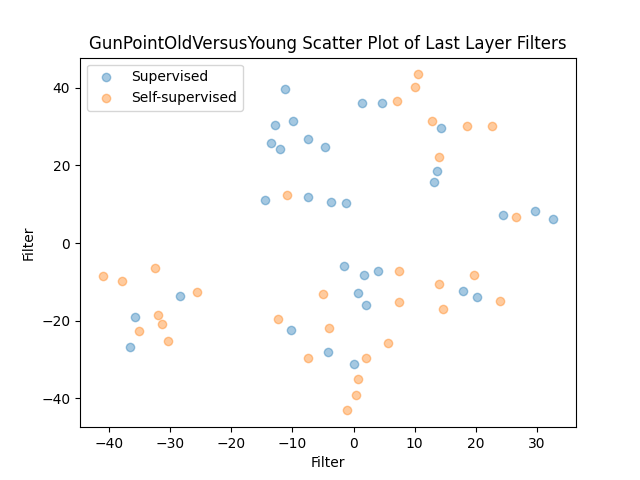 GunPointOldVersusYoung Scatter Plot of Last Layer Filters
Supervised
Self-supervised
40
20
0
−20
−40
Filter
−40 −30 −20 −10 0 10 20 30
Filter